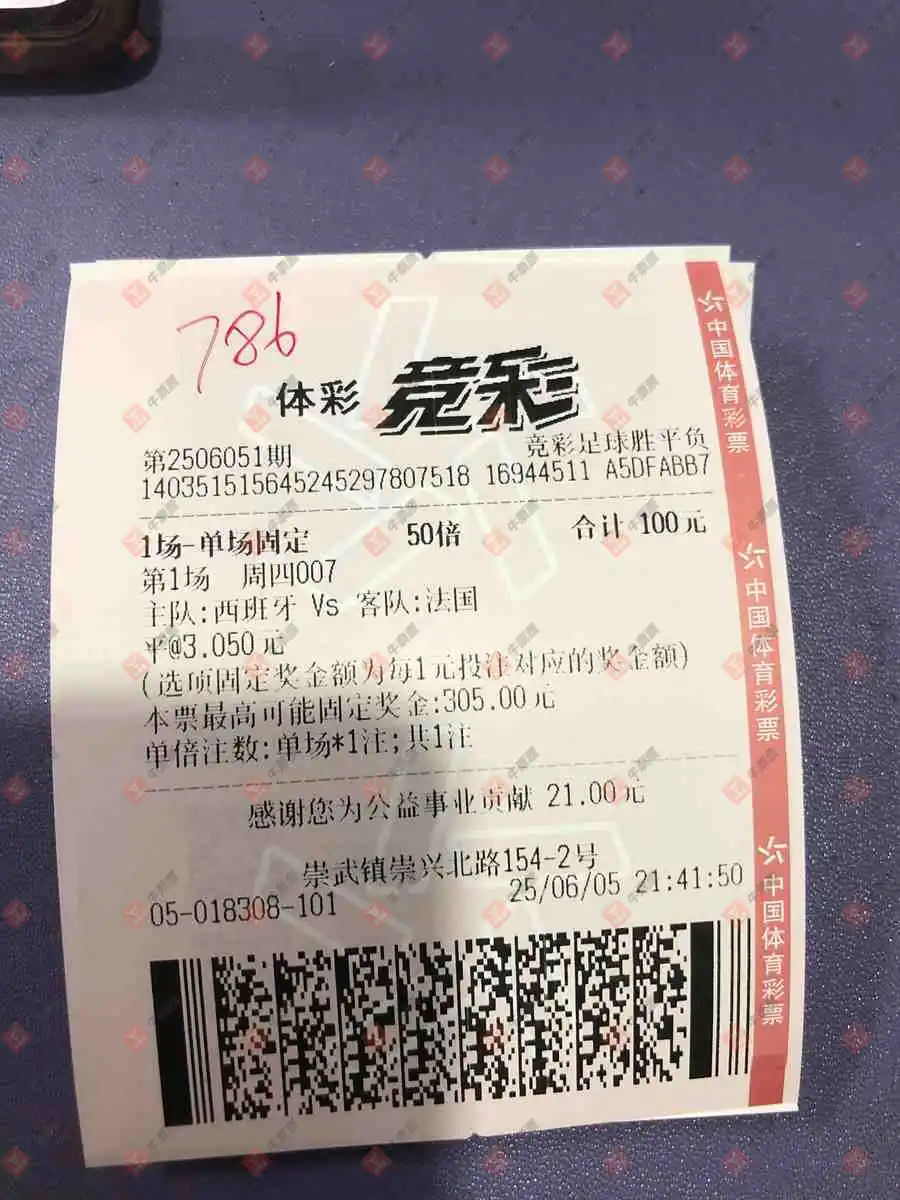 786
体彩 竞彩
第2506051期 竞彩足球胜平负
140351515645245297807518 16944511 A5DFABB7
1场-单场固定 50倍 合计 100元
第1场 周四007
主队:西班牙 Vs 客队:法国
平@3.050元
(选项固定奖金额为每1元投注对应的奖金额)
本票最高可能固定奖金:305.00元
单倍注数:单场*1注;共1注
感谢您为公益事业贡献 21.00元
崇武镇崇兴北路154-2号
05-018308-101 25/06/05 21:41:50
中国体育彩票
中国体育彩票
中国体育彩票